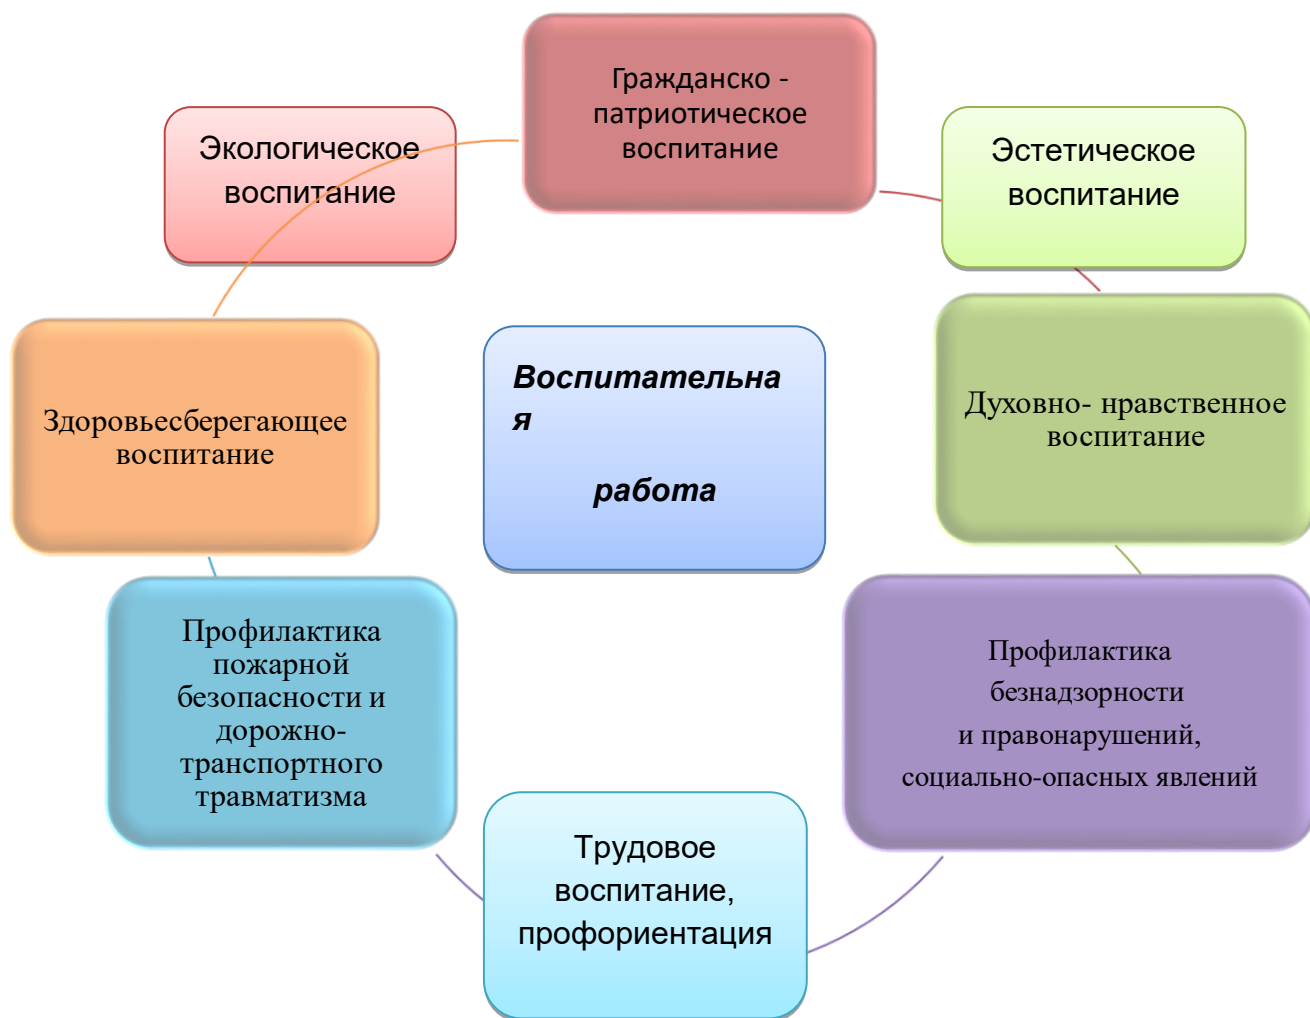 Гражданско -
патриотическое
воспитание
Экологическое
воспитание
Эстетическое
воспитание
Здоровьесберегающее
воспитание
Воспитательна
я
работа
Духовно- нравственное
воспитание
Профилактика
пожарной
безопасности и
дорожно-
транспортного
травматизма
Профилактика
безнадзорности
и правонарушений,
социально-опасных явлений
Трудовое
воспитание,
профориентация